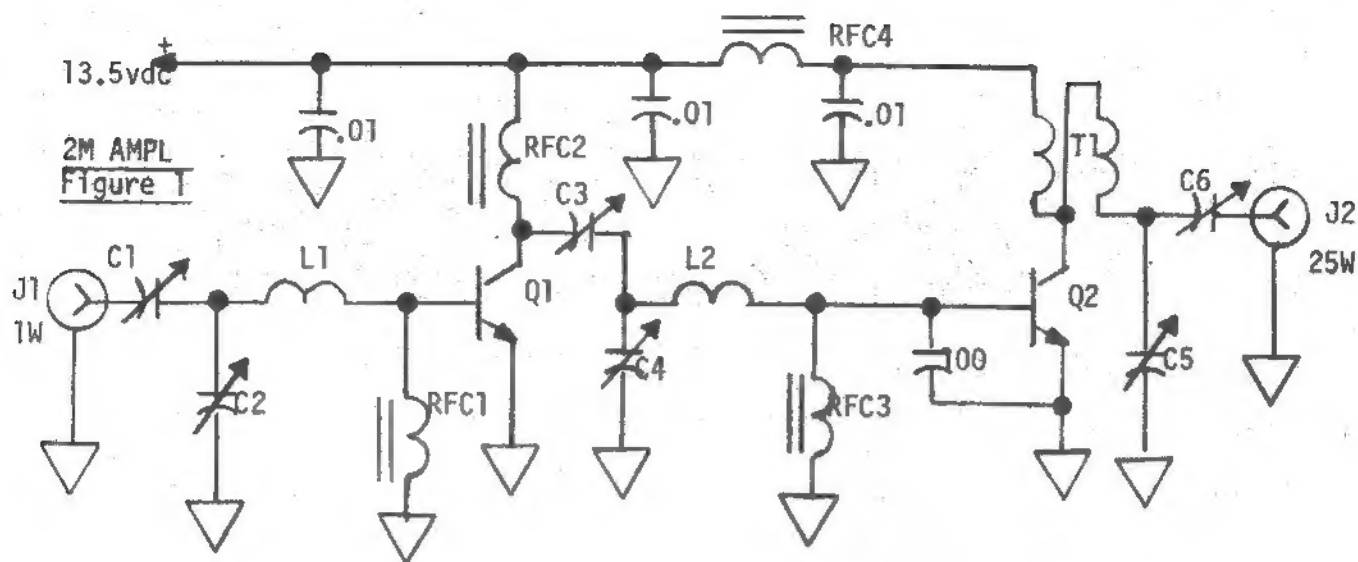 RFC4
+
13.5vdc
.01
.01
.01
2M AMPL
Figure 1
RFC2
T1
C3
C6
J2
25W
C1
L1
L2
J1
1W
Q1
Q2
C2
RFC1
C4
RFC3
100
C5